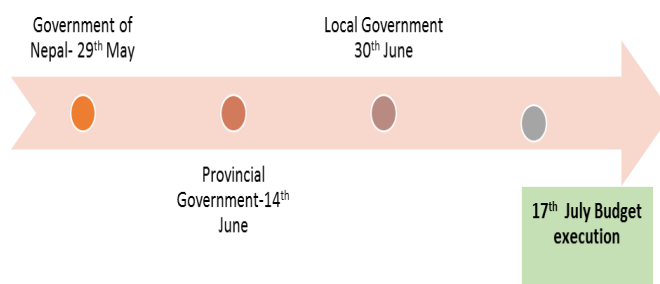 Government of
Nepal- 29th May
Local Government
30th June
Provincial
Government-14th
June
17th July Budget
execution